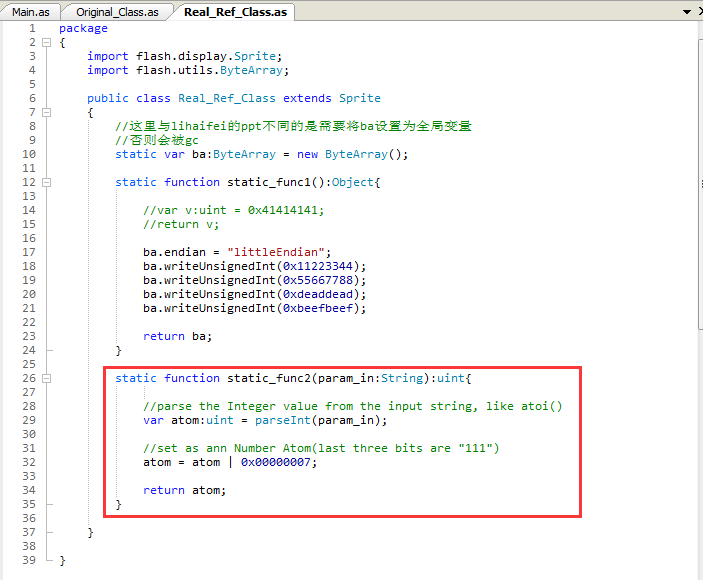 Main.as Original_Class.as Real_Ref_Class.as
1 package
2 {
3 import flash.display.Sprite;
4 import flash.utils.ByteArray;
5
6 public class Real_Ref_Class extends Sprite
7 {
8 //这里与lihaifei的ppt不同的是需要将ba设置为全局变量
9 //否则会被gc
10 static var ba:ByteArray = new ByteArray();
11
12 static function static_func1():Object{
13
14 //var v:uint = 0x41414141;
15 //return v;
16
17 ba.endian = "littleEndian";
18 ba.writeUnsignedInt(0x11223344);
19 ba.writeUnsignedInt(0x55667788);
20 ba.writeUnsignedInt(0xdeaddead);
21 ba.writeUnsignedInt(0xbeefbeef);
22
23 return ba;
24 }
25
26 static function static_func2(param_in:String):uint{
27
28 //parse the Integer value from the input string, like atoi()
29 var atom:uint = parseInt(param_in);
30
31 //set as ann Number Atom(last three bits are "111")
32 atom = atom | 0x00000007;
33
34 return atom;
35 }
36
37 }
38
39 }